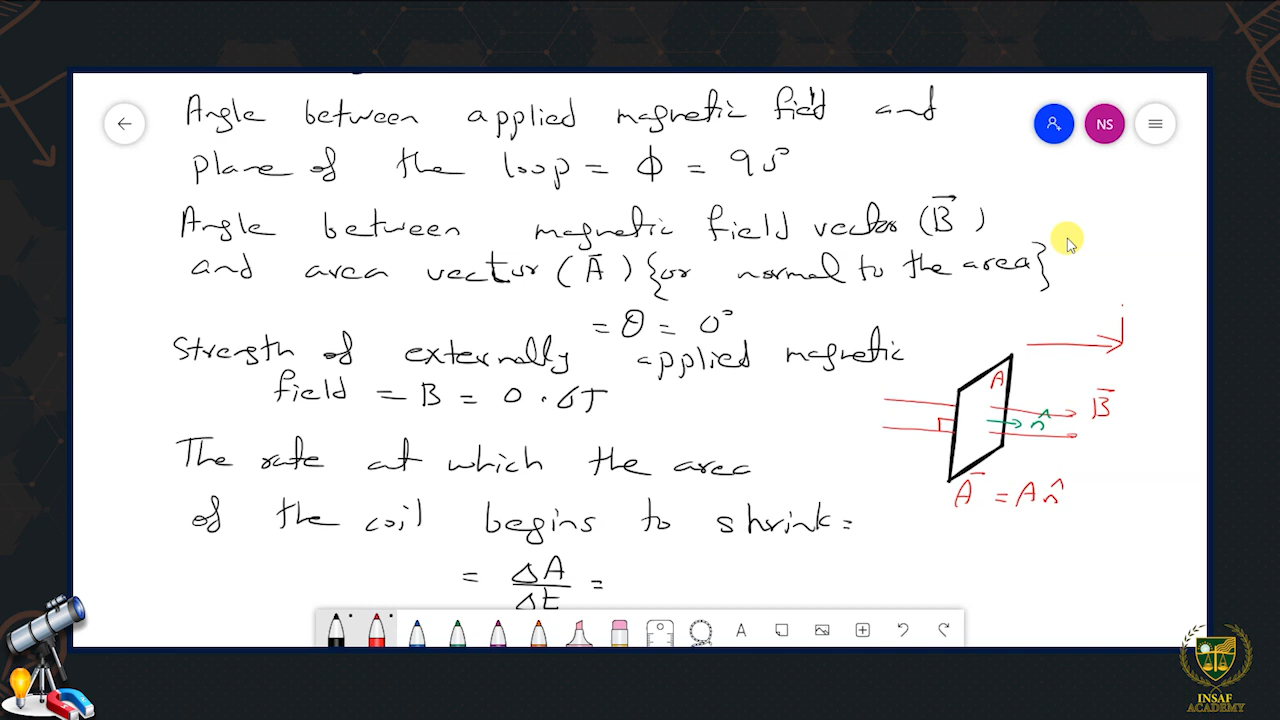 Angle between applied magnetic field and
plane of the loop = ϕ = 90°
Angle between magnetic field vector (B⃗)
and area vector (A⃗) {or normal to the area}
= θ = 0°
Strength of externally applied magnetic
field = B = 0.6T
The rate at which the area
of the coil begins to shrink =
= ΔA/Δt =
A
B⃗
n̂
A⃗ = A n̂
NS
A
INSAF
ACADEMY